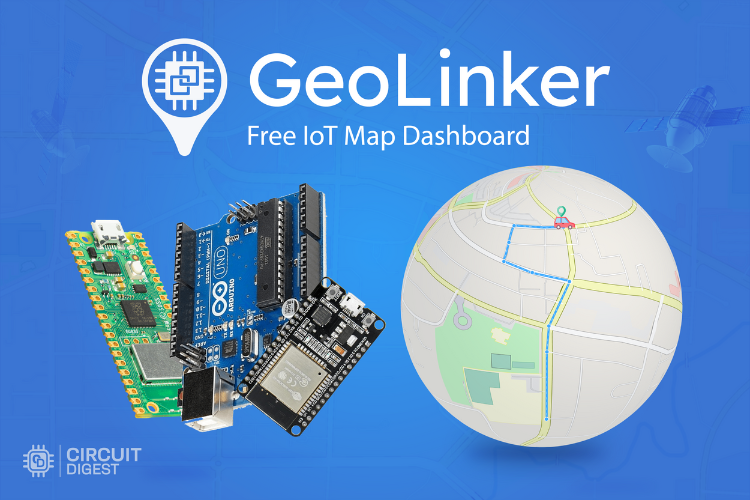 GeoLinker
Free IoT Map Dashboard
UNO
ARDUINO
CIRCUIT
DIGEST